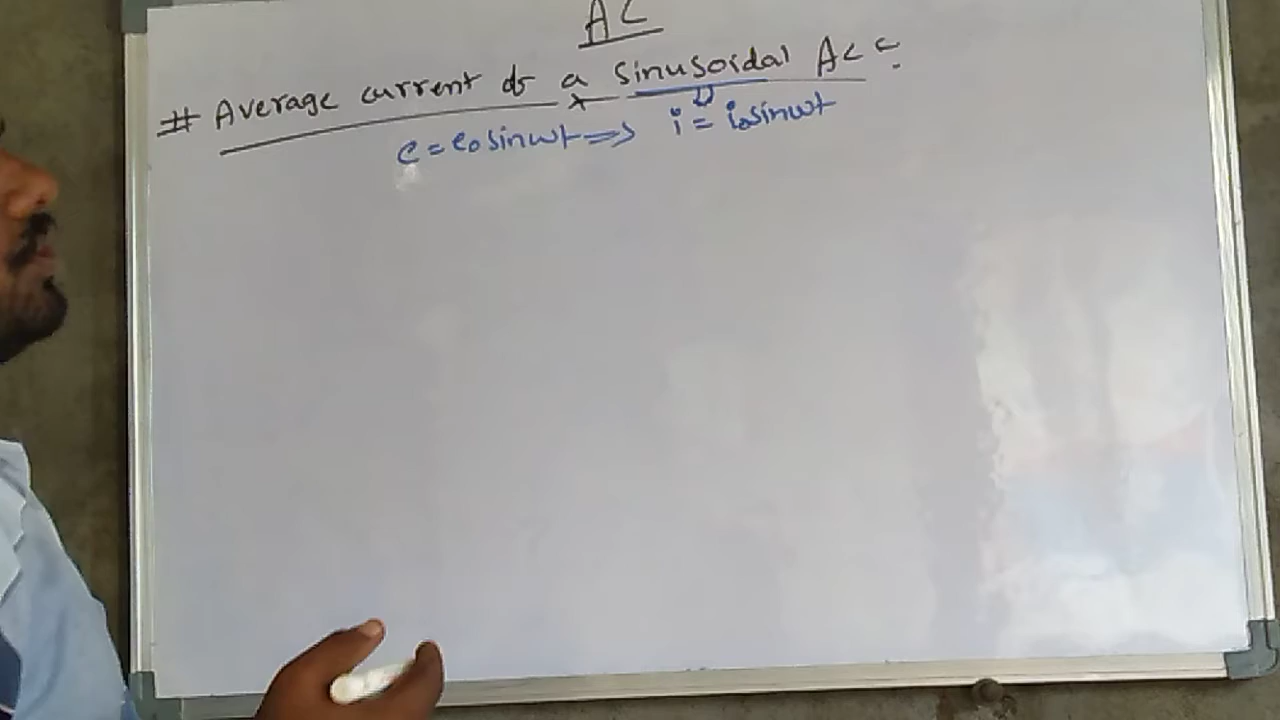 AC
# Average current of a sinusoidal AC :-
e = e₀ sinωt ⇒ i = i₀ sinωt